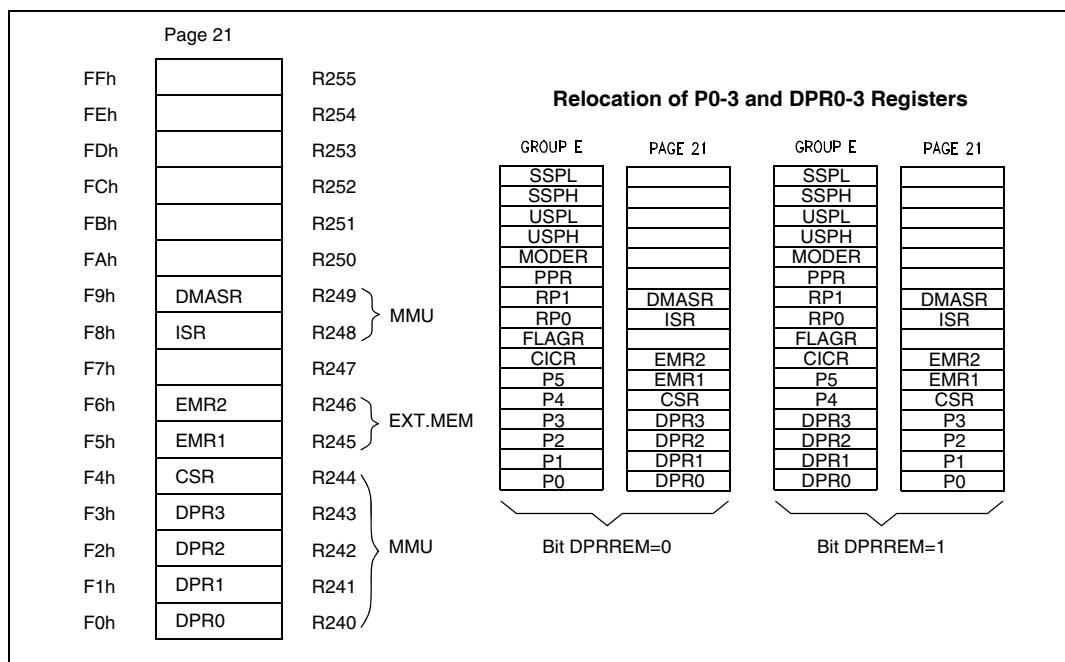 Page 21
FFh R255
FEh R254
FDh R253
FCh R252
FBh R251
FAh R250
F9h DMASR R249
MMU
F8h ISR R248
F7h R247
F6h EMR2 R246
EXT.MEM
F5h EMR1 R245
F4h CSR R244
F3h DPR3 R243
F2h DPR2 R242
MMU
F1h DPR1 R241
F0h DPR0 R240
Relocation of P0-3 and DPR0-3 Registers
GROUP E PAGE 21 GROUP E PAGE 21
SSPL SSPL
SSPH SSPH
USPL USPL
USPH USPH
MODER MODER
PPR PPR
RP1 DMASR RP1 DMASR
RP0 ISR RP0 ISR
FLAGR FLAGR
CICR EMR2 CICR EMR2
P5 EMR1 P5 EMR1
P4 CSR P4 CSR
P3 DPR3 DPR3 P3
P2 DPR2 DPR2 P2
P1 DPR1 DPR1 P1
P0 DPR0 DPR0 P0
Bit DPRREM=0 Bit DPRREM=1